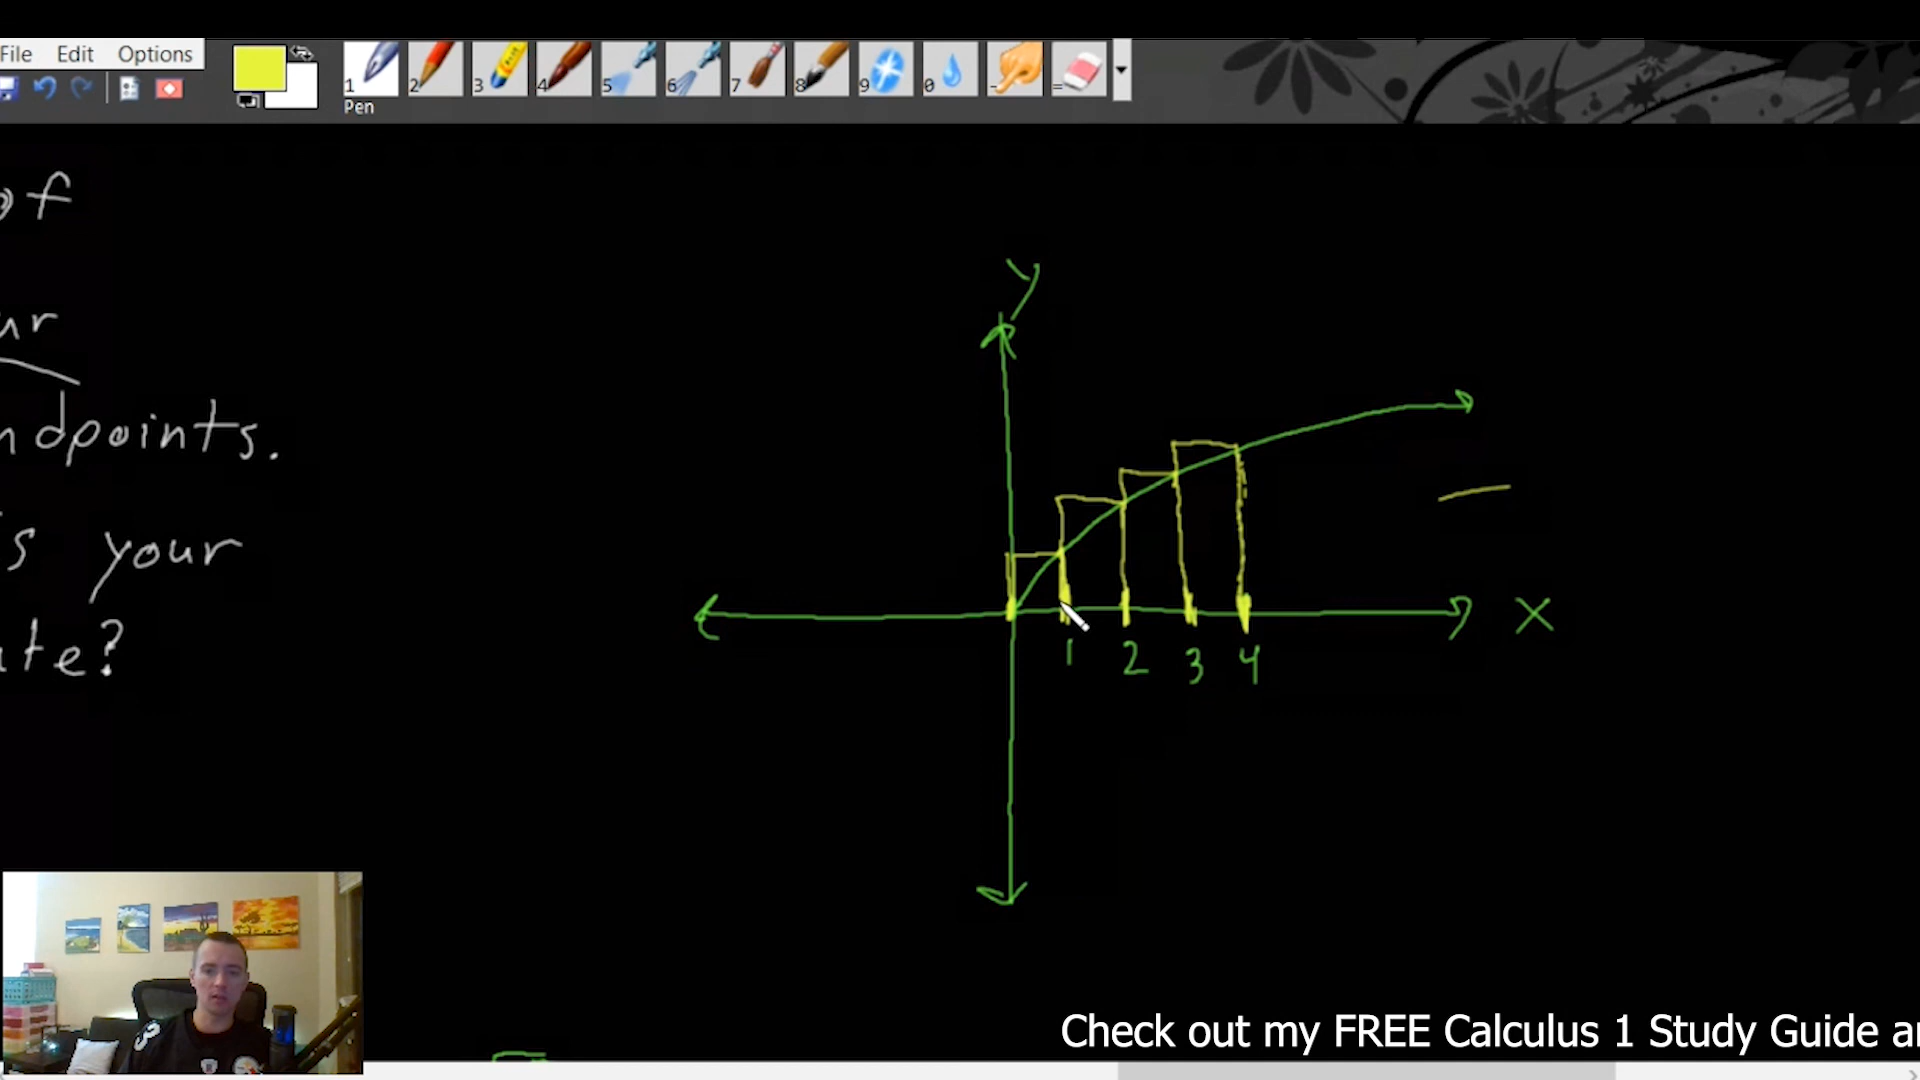 File Edit Options
1 2 3 4 5 6 7 8 9 0 - =
Pen
of
ur
ndpoints.
s your
ate?
y
x
1 2 3 4
Check out my FREE Calculus 1 Study Guide a